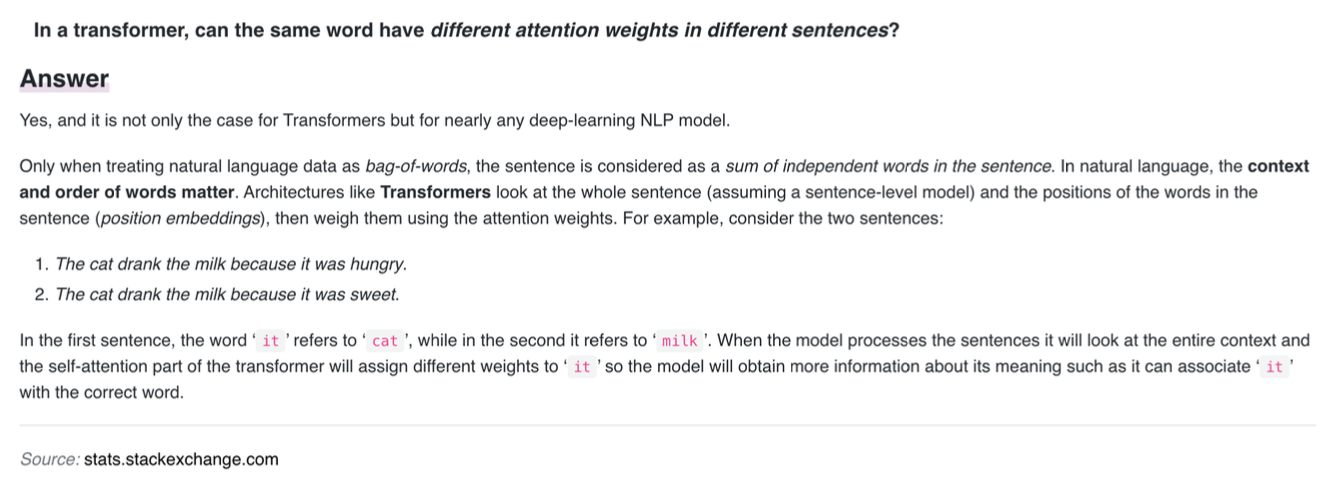 In a transformer, can the same word have different attention weights in different sentences?
Answer
Yes, and it is not only the case for Transformers but for nearly any deep-learning NLP model.
Only when treating natural language data as bag-of-words, the sentence is considered as a sum of independent words in the sentence. In natural language, the context
and order of words matter. Architectures like Transformers look at the whole sentence (assuming a sentence-level model) and the positions of the words in the
sentence (position embeddings), then weigh them using the attention weights. For example, consider the two sentences:
1. The cat drank the milk because it was hungry.
2. The cat drank the milk because it was sweet.
In the first sentence, the word ‘ it ’ refers to ‘ cat ’, while in the second it refers to ‘ milk ’. When the model processes the sentences it will look at the entire context and
the self-attention part of the transformer will assign different weights to ‘ it ’ so the model will obtain more information about its meaning such as it can associate ‘ it ’
with the correct word.
Source: stats.stackexchange.com